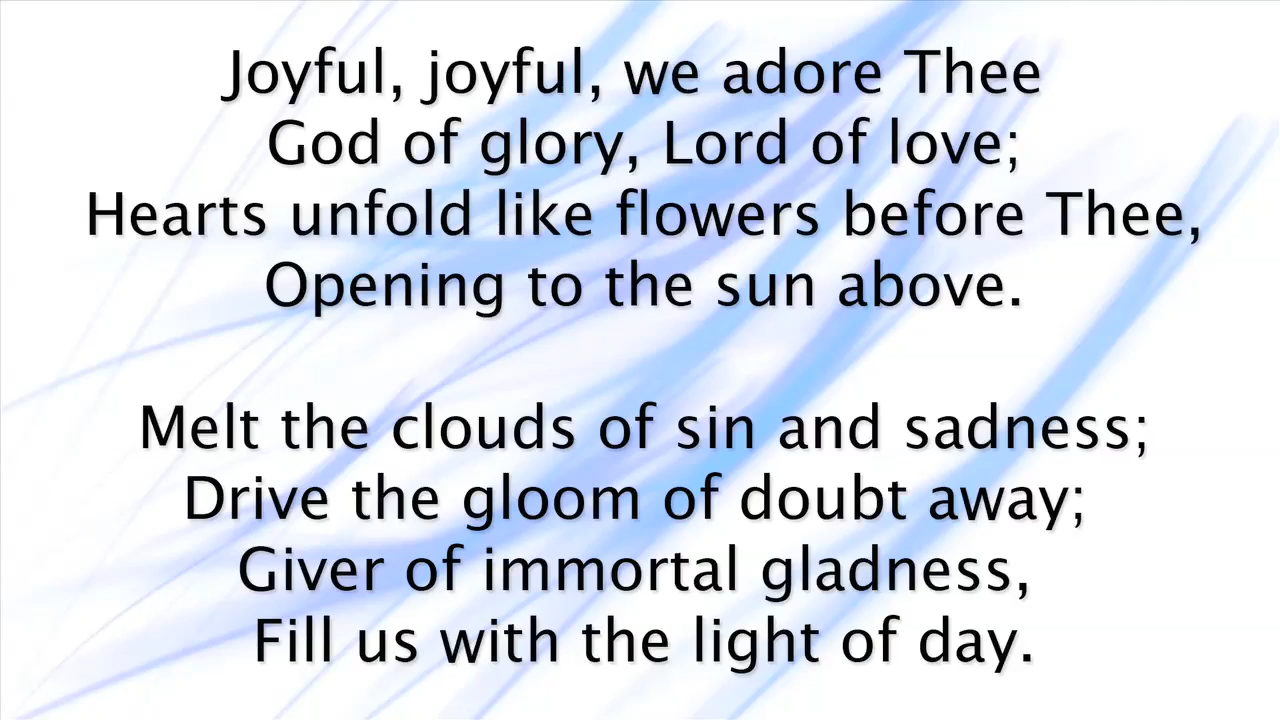 Joyful, joyful, we adore Thee
God of glory, Lord of love;
Hearts unfold like flowers before Thee,
Opening to the sun above.
Melt the clouds of sin and sadness;
Drive the gloom of doubt away;
Giver of immortal gladness,
Fill us with the light of day.